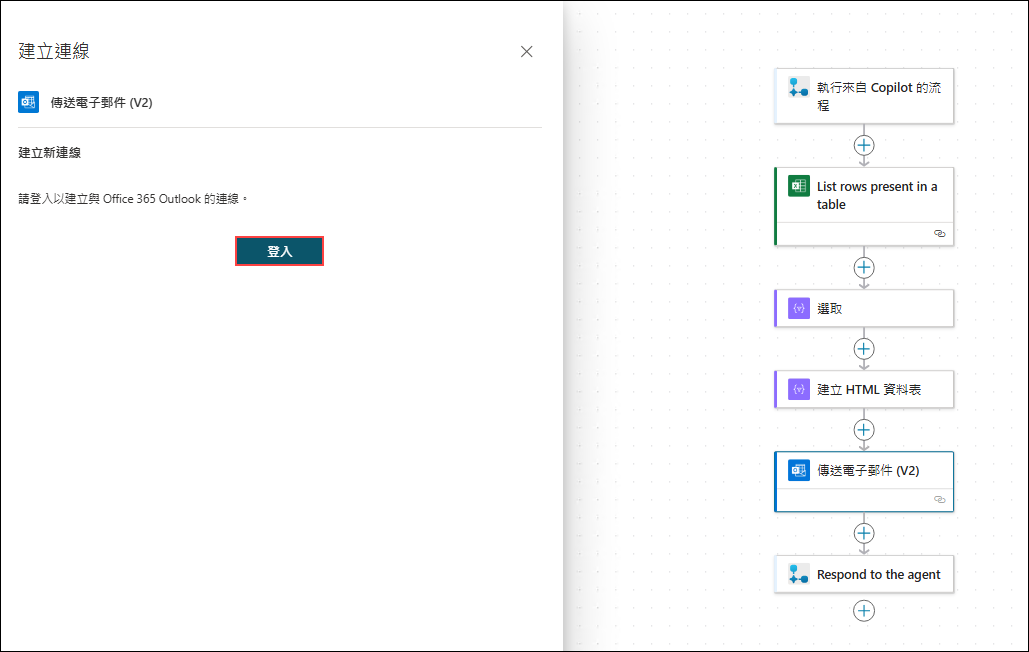 建立連線
傳送電子郵件 (V2)
建立新連線
請登入以建立與 Office 365 Outlook 的連線。
登入
執行來自 Copilot 的流
程
List rows present in a
table
選取
建立 HTML 資料表
傳送電子郵件 (V2)
Respond to the agent